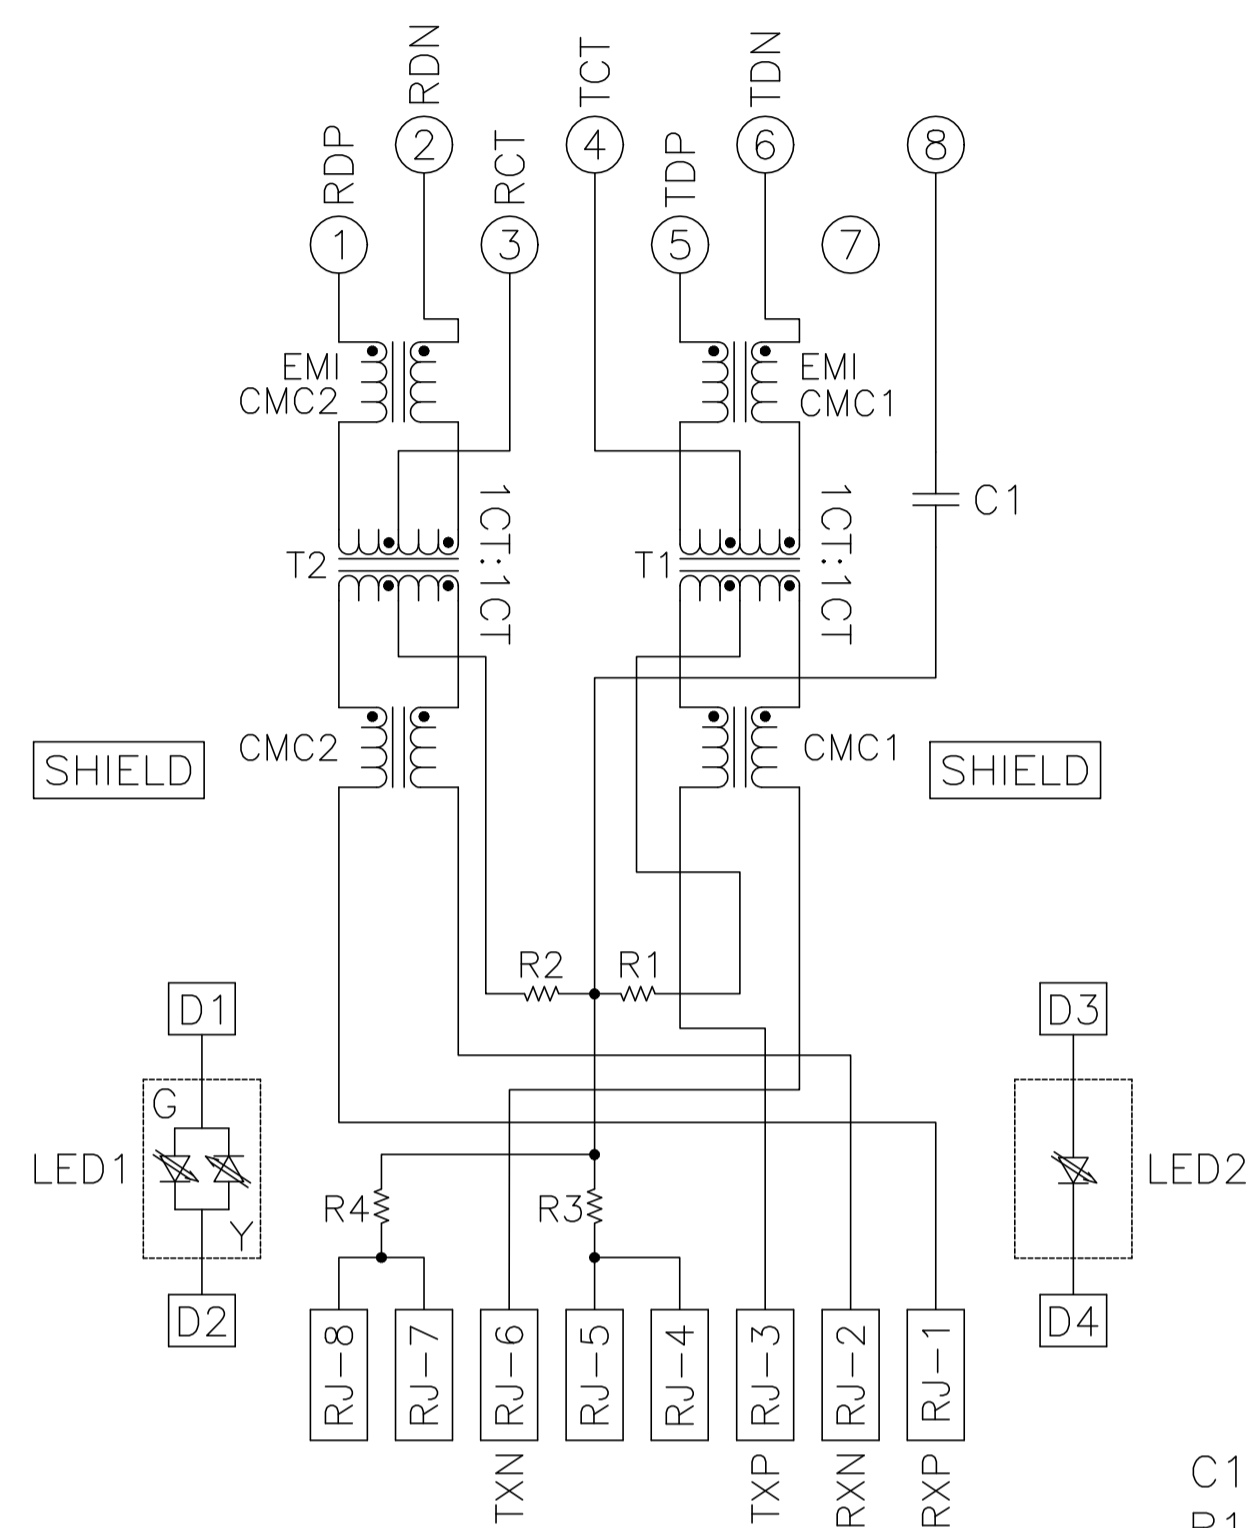 RDN
TCT
TDN
RDP
RCT
TDP
2
4
6
8
1
3
5
7
EMI
CMC2
EMI
CMC1
1CT:1CT
1CT:1CT
C1
T2
T1
CMC2
CMC1
SHIELD
SHIELD
R2
R1
D1
D3
G
LED1
LED2
Y
R4
R3
D2
D4
RJ-8
RJ-7
RJ-6
RJ-5
RJ-4
RJ-3
RJ-2
RJ-1
TXN
TXP
RXN
RXP
C1
R1